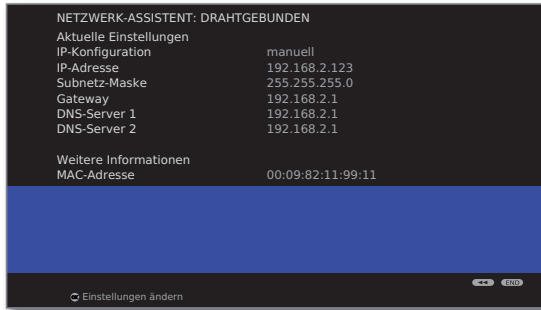 NETZWERK-ASSISTENT: DRAHTGEBUNDEN
Aktuelle Einstellungen
IP-Konfiguration manuell
IP-Adresse 192.168.2.123
Subnetz-Maske 255.255.255.0
Gateway 192.168.2.1
DNS-Server 1 192.168.2.1
DNS-Server 2 192.168.2.1
Weitere Informationen
MAC-Adresse 00:09:82:11:99:11
END
OK Einstellungen ändern